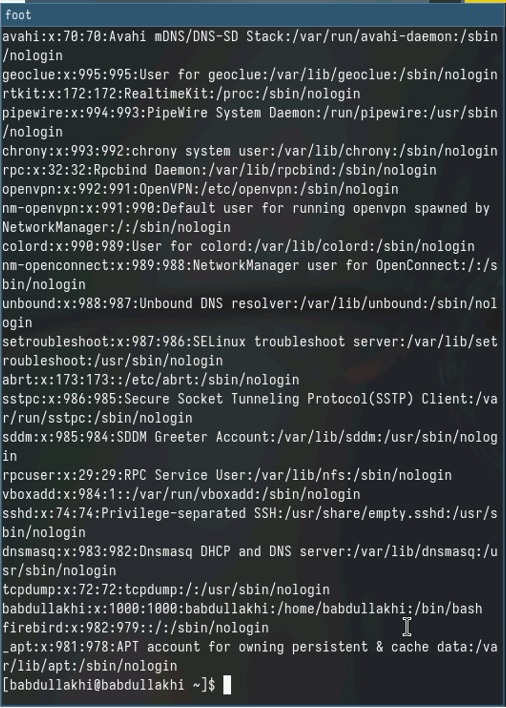 foot
avahi:x:70:70:Avahi mDNS/DNS-SD Stack:/var/run/avahi-daemon:/sbin
/nologin
geoclue:x:995:995:User for geoclue:/var/lib/geoclue:/sbin/nologin
rtkit:x:172:172:RealtimeKit:/proc:/sbin/nologin
pipewire:x:994:993:PipeWire System Daemon:/run/pipewire:/usr/sbin
/nologin
chrony:x:993:992:chrony system user:/var/lib/chrony:/sbin/nologin
rpc:x:32:32:Rpcbind Daemon:/var/lib/rpcbind:/sbin/nologin
openvpn:x:992:991:OpenVPN:/etc/openvpn:/sbin/nologin
nm-openvpn:x:991:990:Default user for running openvpn spawned by
NetworkManager:/:/sbin/nologin
colord:x:990:989:User for colord:/var/lib/colord:/sbin/nologin
nm-openconnect:x:989:988:NetworkManager user for OpenConnect:/:/s
bin/nologin
unbound:x:988:987:Unbound DNS resolver:/var/lib/unbound:/sbin/nol
ogin
setroubleshoot:x:987:986:SELinux troubleshoot server:/var/lib/set
roubleshoot:/usr/sbin/nologin
abrt:x:173:173::/etc/abrt:/sbin/nologin
sstpc:x:986:985:Secure Socket Tunneling Protocol(SSTP) Client:/va
r/run/sstpc:/sbin/nologin
sddm:x:985:984:SDDM Greeter Account:/var/lib/sddm:/usr/sbin/nolog
in
rpcuser:x:29:29:RPC Service User:/var/lib/nfs:/sbin/nologin
vboxadd:x:984:1::/var/run/vboxadd:/sbin/nologin
sshd:x:74:74:Privilege-separated SSH:/usr/share/empty.sshd:/usr/s
bin/nologin
dnsmasq:x:983:982:Dnsmasq DHCP and DNS server:/var/lib/dnsmasq:/u
sr/sbin/nologin
tcpdump:x:72:72:tcpdump:/:/usr/sbin/nologin
babdullakhi:x:1000:1000:babdullakhi:/home/babdullakhi:/bin/bash
firebird:x:982:979::/:/sbin/nologin
_apt:x:981:978:APT account for owning persistent & cache data:/va
r/lib/apt:/sbin/nologin
[babdullakhi@babdullakhi ~]$